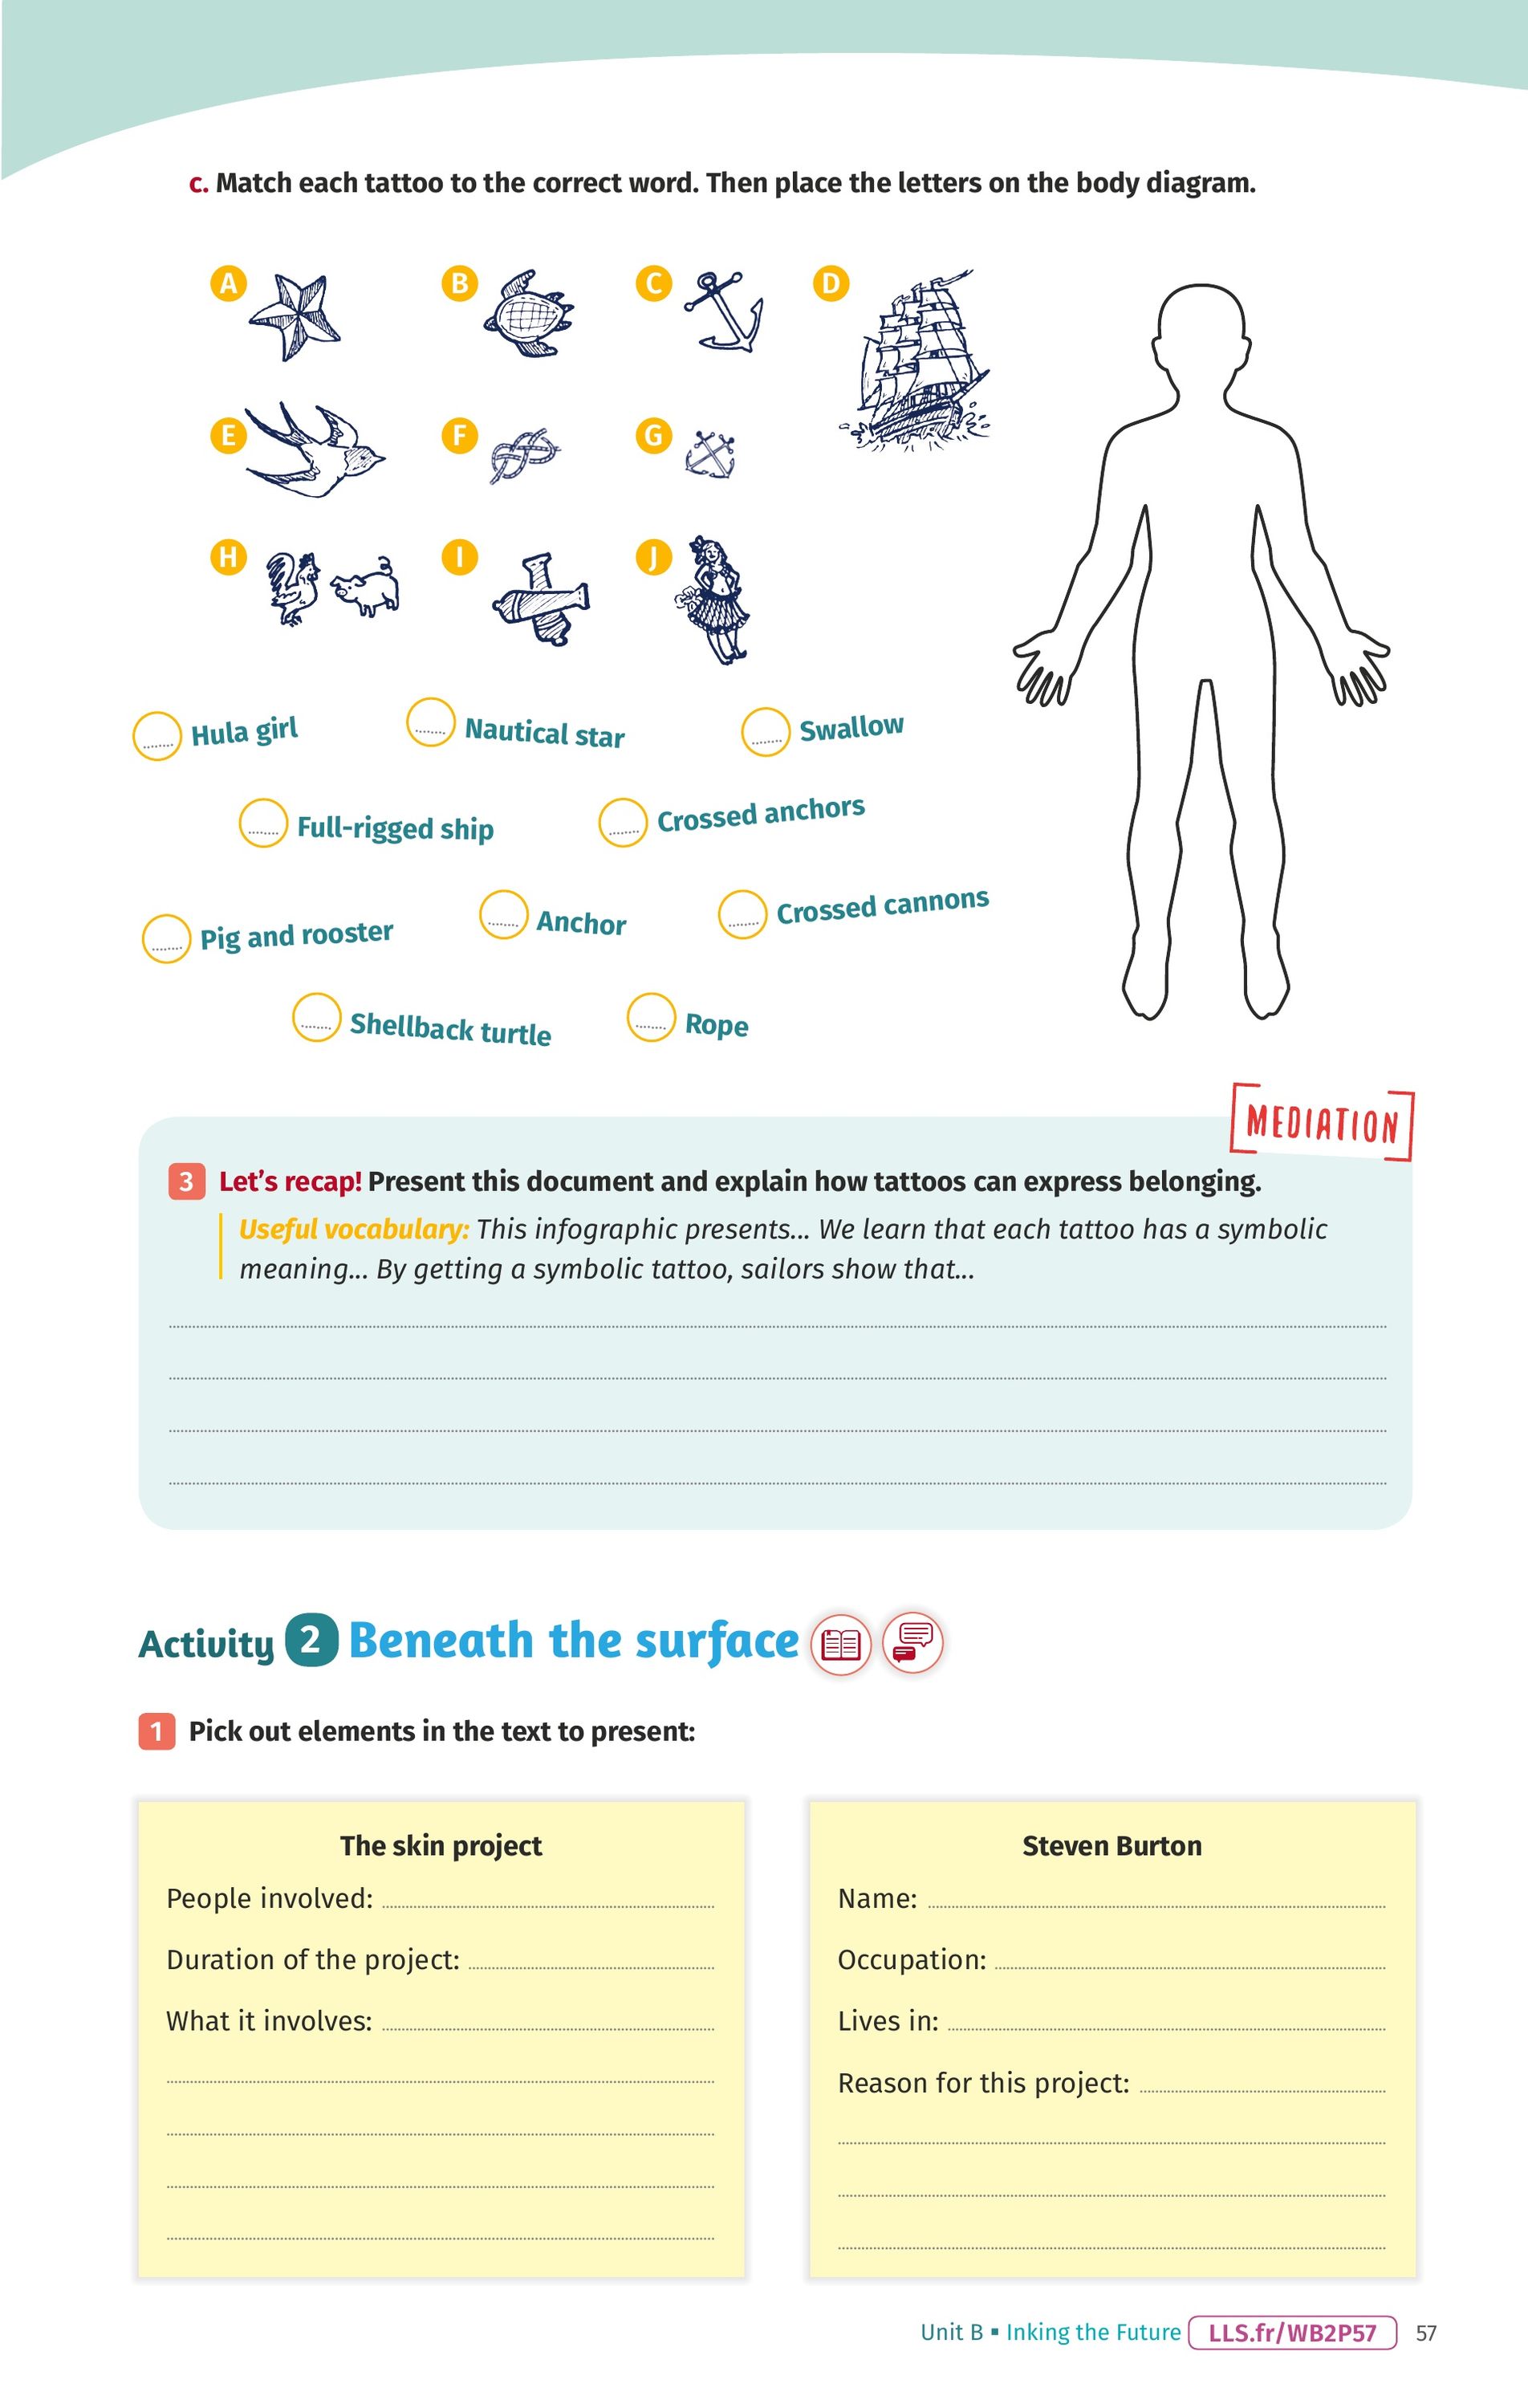 c. Match each tattoo to the correct word. Then place the letters on the body diagram.
A
B
C
D
E
F
G
H
I
J
....... Hula girl
....... Nautical star
....... Swallow
....... Full-rigged ship
....... Crossed anchors
....... Pig and rooster
....... Anchor
....... Crossed cannons
....... Shellback turtle
....... Rope
MEDIATION
3 Let's recap! Present this document and explain how tattoos can express belonging.
Useful vocabulary: This infographic presents... We learn that each tattoo has a symbolic
meaning... By getting a symbolic tattoo, sailors show that...
Activity 2 Beneath the surface
1 Pick out elements in the text to present:
The skin project
People involved:
Duration of the project:
What it involves:
Steven Burton
Name:
Occupation:
Lives in:
Reason for this project:
Unit B ▪ Inking the Future LLS.fr/WB2P57 57